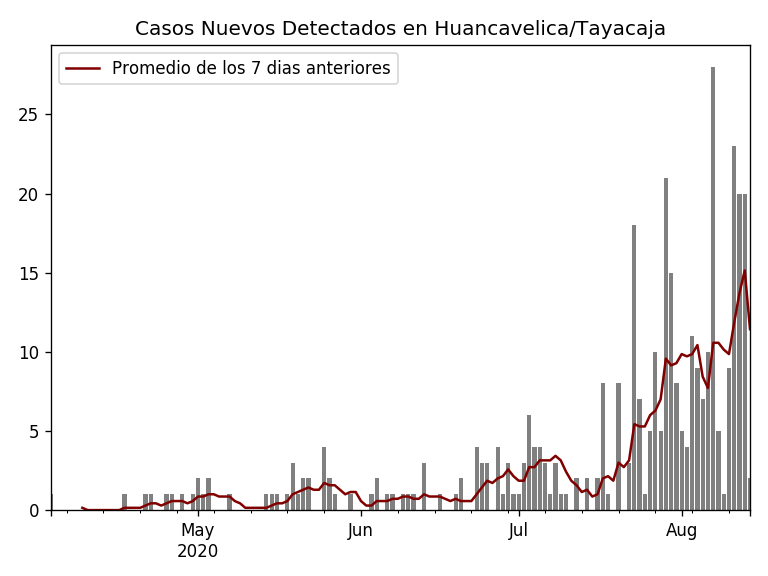 Casos Nuevos Detectados en Huancavelica/Tayacaja
Promedio de los 7 dias anteriores
25
20
15
10
5
0
May Jun Jul Aug
2020